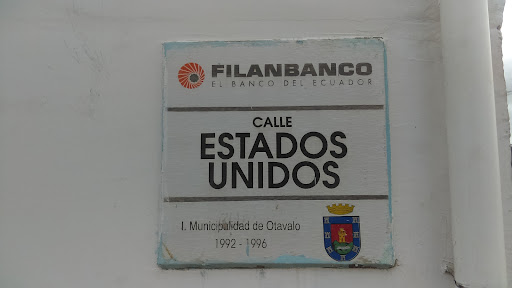 FILANBANCO
EL BANCO DEL ECUADOR
CALLE
ESTADOS
UNIDOS
I. Municipalidad de Otavalo
1992 - 1996